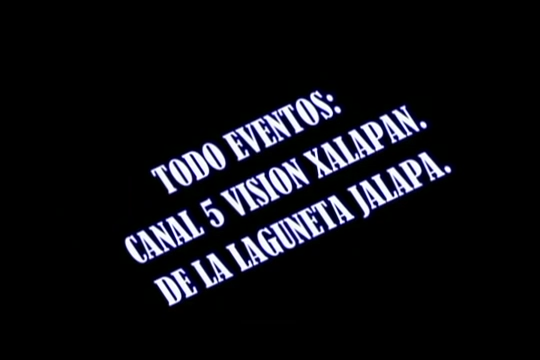 TODO EVENTOS:
CANAL 5 VISION XALAPAN.
DE LA LAGUNETA JALAPA.